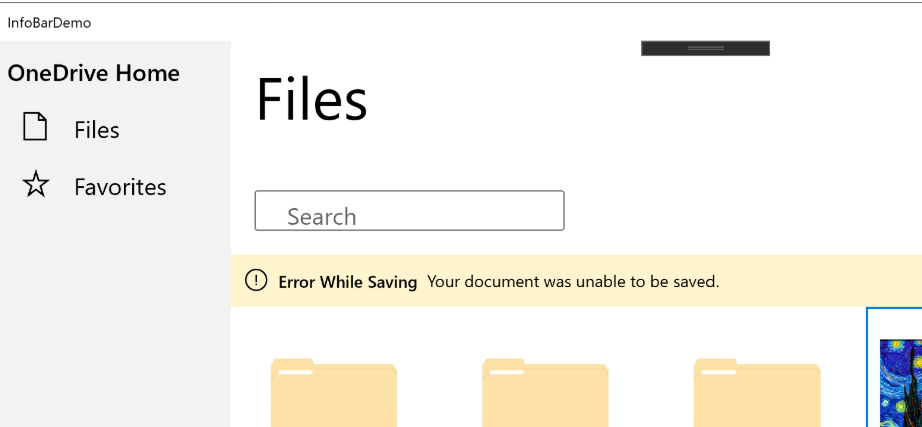 InfoBarDemo
OneDrive Home
Files
Favorites
Files
Search
Error While Saving Your document was unable to be saved.